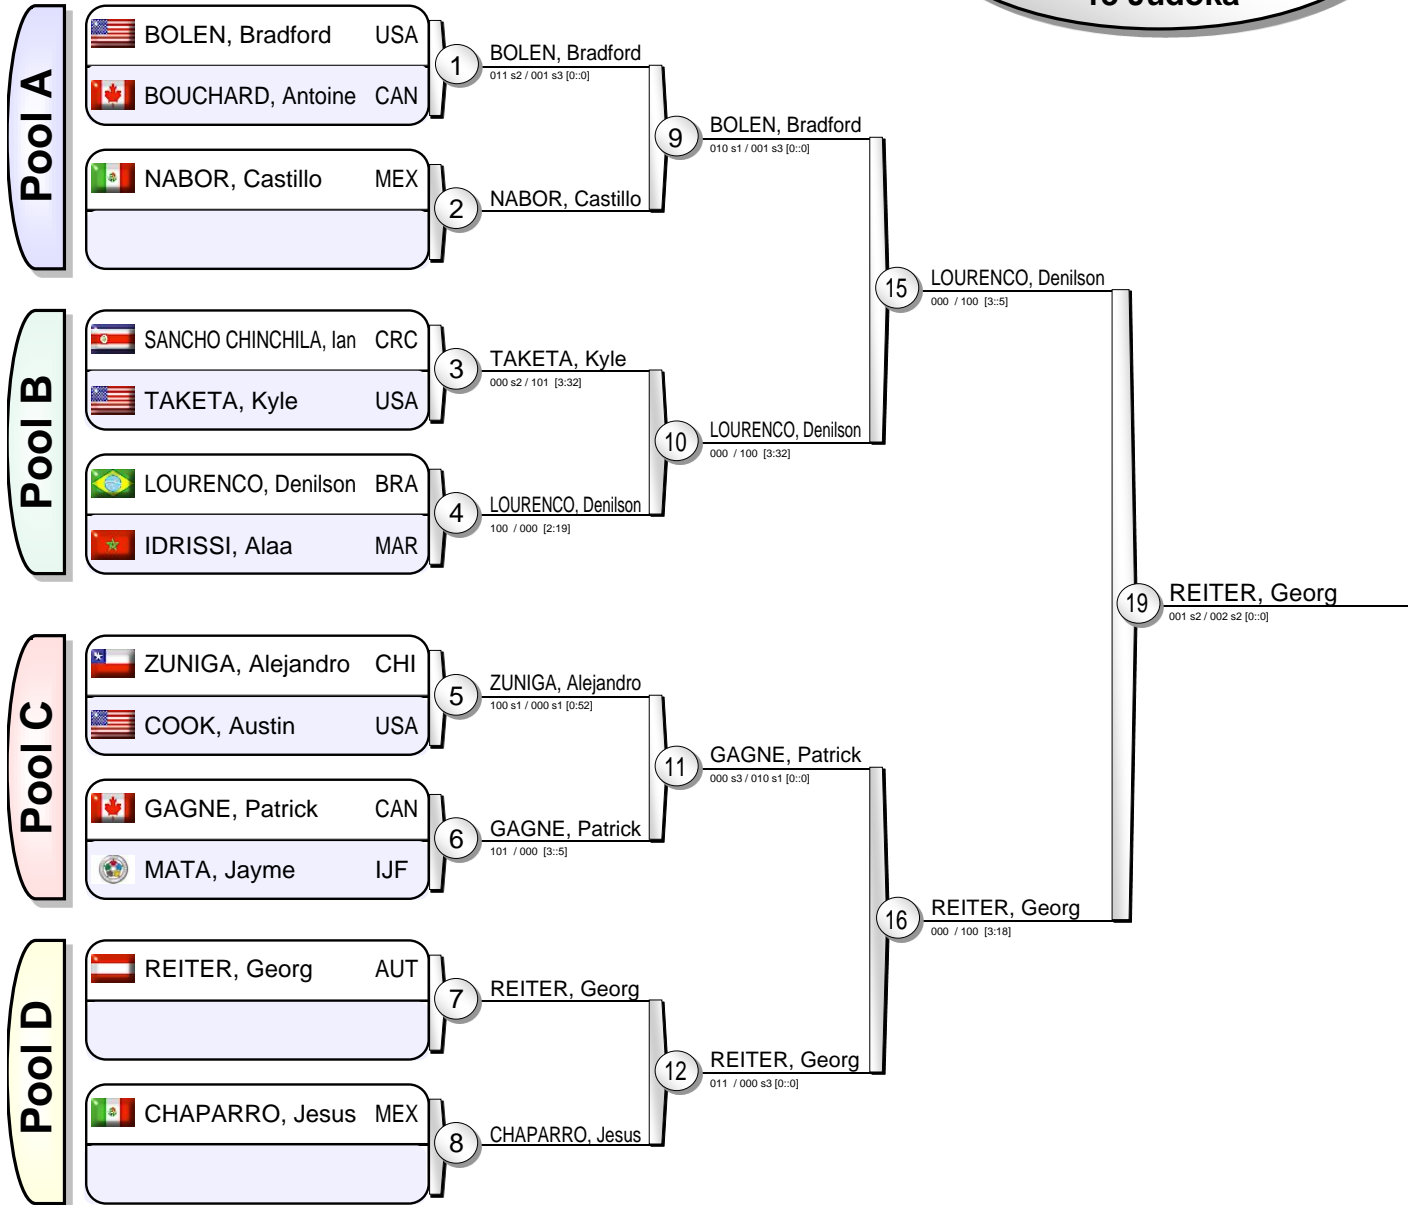 Pool A
BOLEN, Bradford USA
BOUCHARD, Antoine CAN
NABOR, Castillo MEX
1
BOLEN, Bradford
011 s2 / 001 s3 [0::0]
2
NABOR, Castillo
9
BOLEN, Bradford
010 s1 / 001 s3 [0::0]
Pool B
SANCHO CHINCHILA, Ian CRC
TAKETA, Kyle USA
LOURENCO, Denilson BRA
IDRISSI, Alaa MAR
3
TAKETA, Kyle
000 s2 / 101 [3:32]
4
LOURENCO, Denilson
100 / 000 [2:19]
10
LOURENCO, Denilson
000 / 100 [3:32]
15
LOURENCO, Denilson
000 / 100 [3::5]
Pool C
ZUNIGA, Alejandro CHI
COOK, Austin USA
GAGNE, Patrick CAN
MATA, Jayme IJF
5
ZUNIGA, Alejandro
100 s1 / 000 s1 [0:52]
6
GAGNE, Patrick
101 / 000 [3::5]
11
GAGNE, Patrick
000 s3 / 010 s1 [0::0]
Pool D
REITER, Georg AUT
CHAPARRO, Jesus MEX
7
REITER, Georg
8
CHAPARRO, Jesus
12
REITER, Georg
011 / 000 s3 [0::0]
16
REITER, Georg
000 / 100 [3:18]
19
REITER, Georg
001 s2 / 002 s2 [0::0]